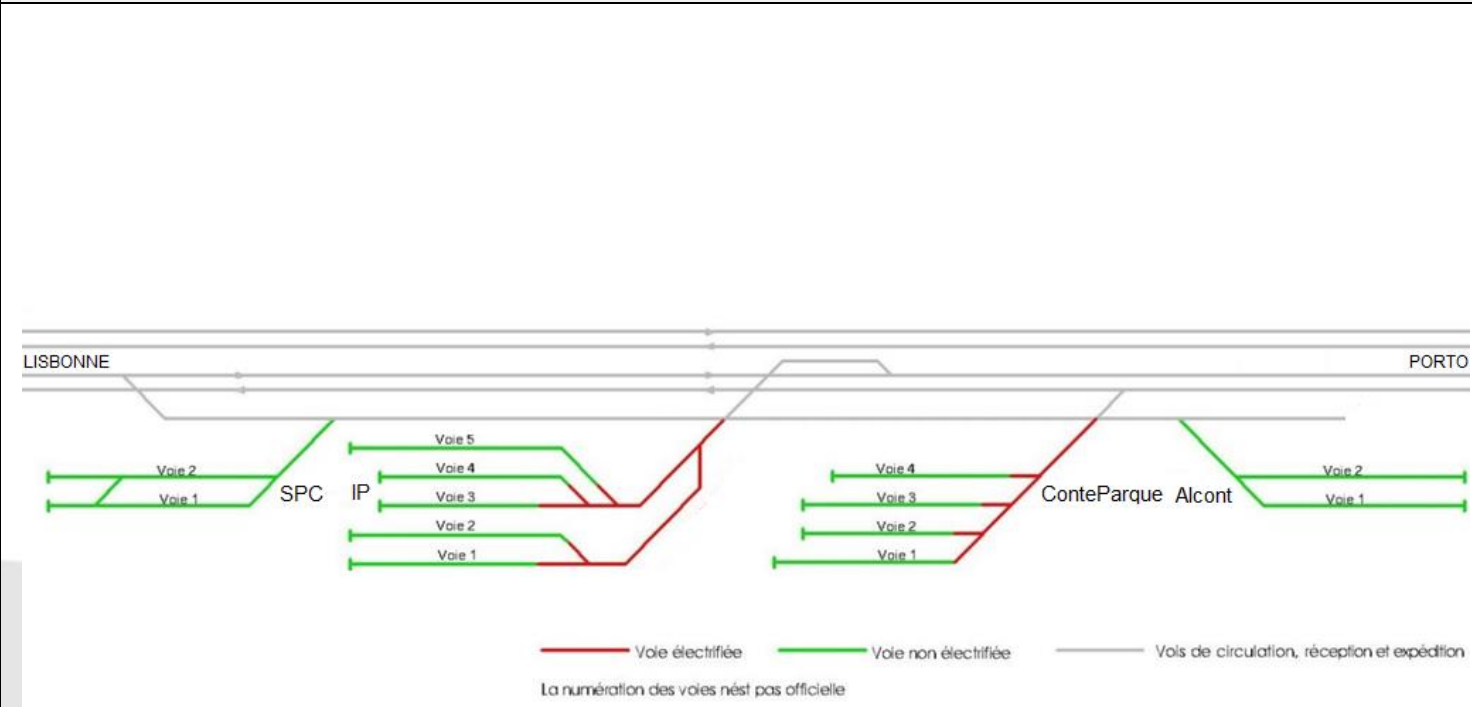 LISBONNE
PORTO
Voie 5
Voie 2
Voie 4
Voie 4
Voie 2
Voie 1
SPC
IP
Voie 3
Voie 3
ConteParque
Alcont
Voie 1
Voie 2
Voie 2
Voie 1
Voie 1
Voie électrifiée
Voie non électrifiée
Vois de circulation, réception et expédition
La numération des voies nést pas officielle